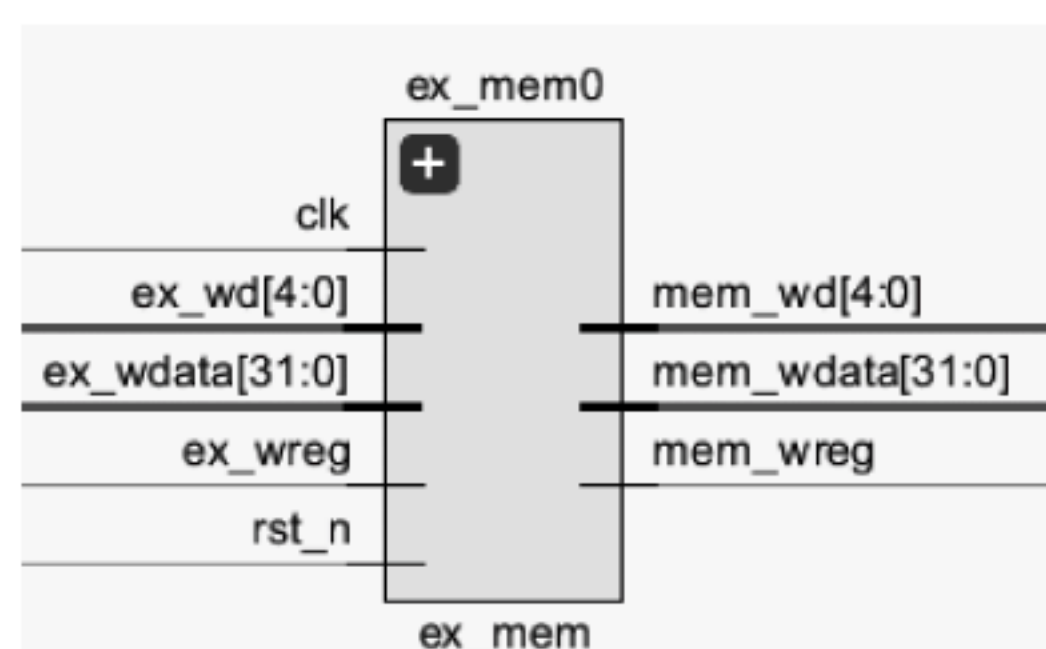 ex_mem0
clk
ex_wd[4:0]
mem_wd[4:0]
ex_wdata[31:0]
mem_wdata[31:0]
ex_wreg
mem_wreg
rst_n
ex_mem